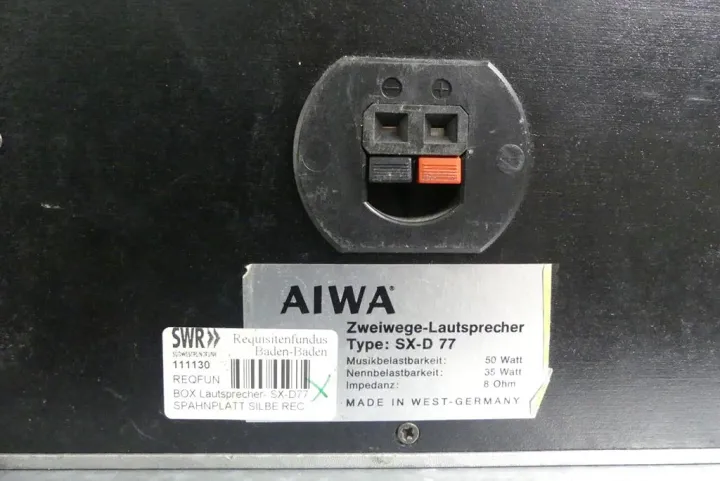 AIWA
Zweiwege-Lautsprecher
Type: SX-D 77
Musikbelastbarkeit: 50 Watt
Nennbelastbarkeit: 35 Watt
Impedanz: 8 Ohm
MADE IN WEST-GERMANY
SWR»
SÜDWESTRUNDFUNK
111130
Requisitenfundus
Baden-Baden
REQFUN
BOX Lautsprecher- SX-D77
SPAHNPLATT SILBE REC